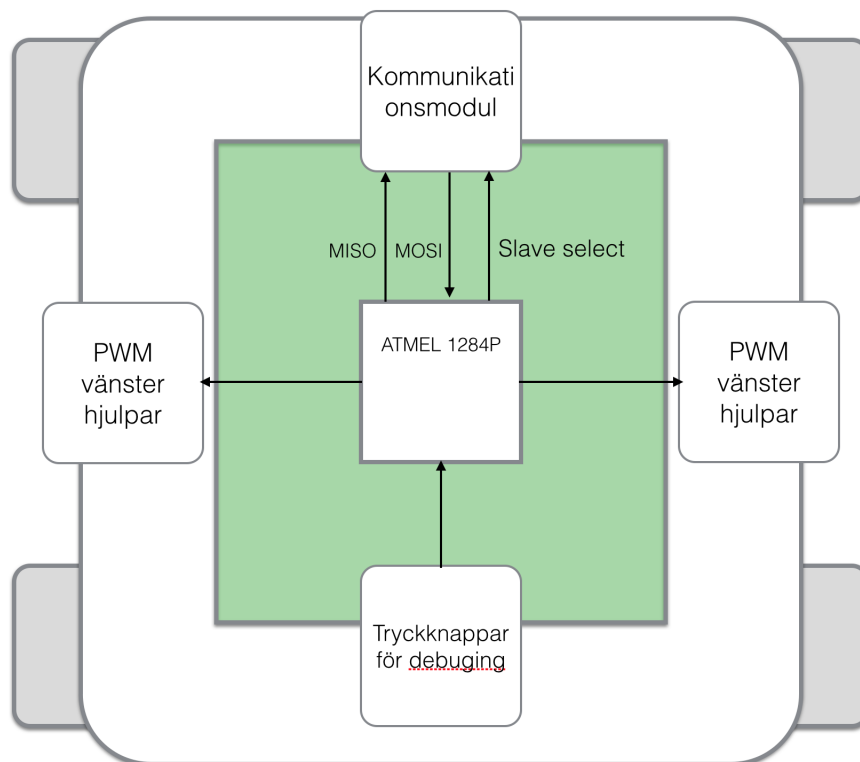 Kommunikati
onsmodul
MISO
MOSI
Slave select
ATMEL 1284P
PWM
vänster
hjulpar
PWM
vänster
hjulpar
Tryckknappar
för debuging